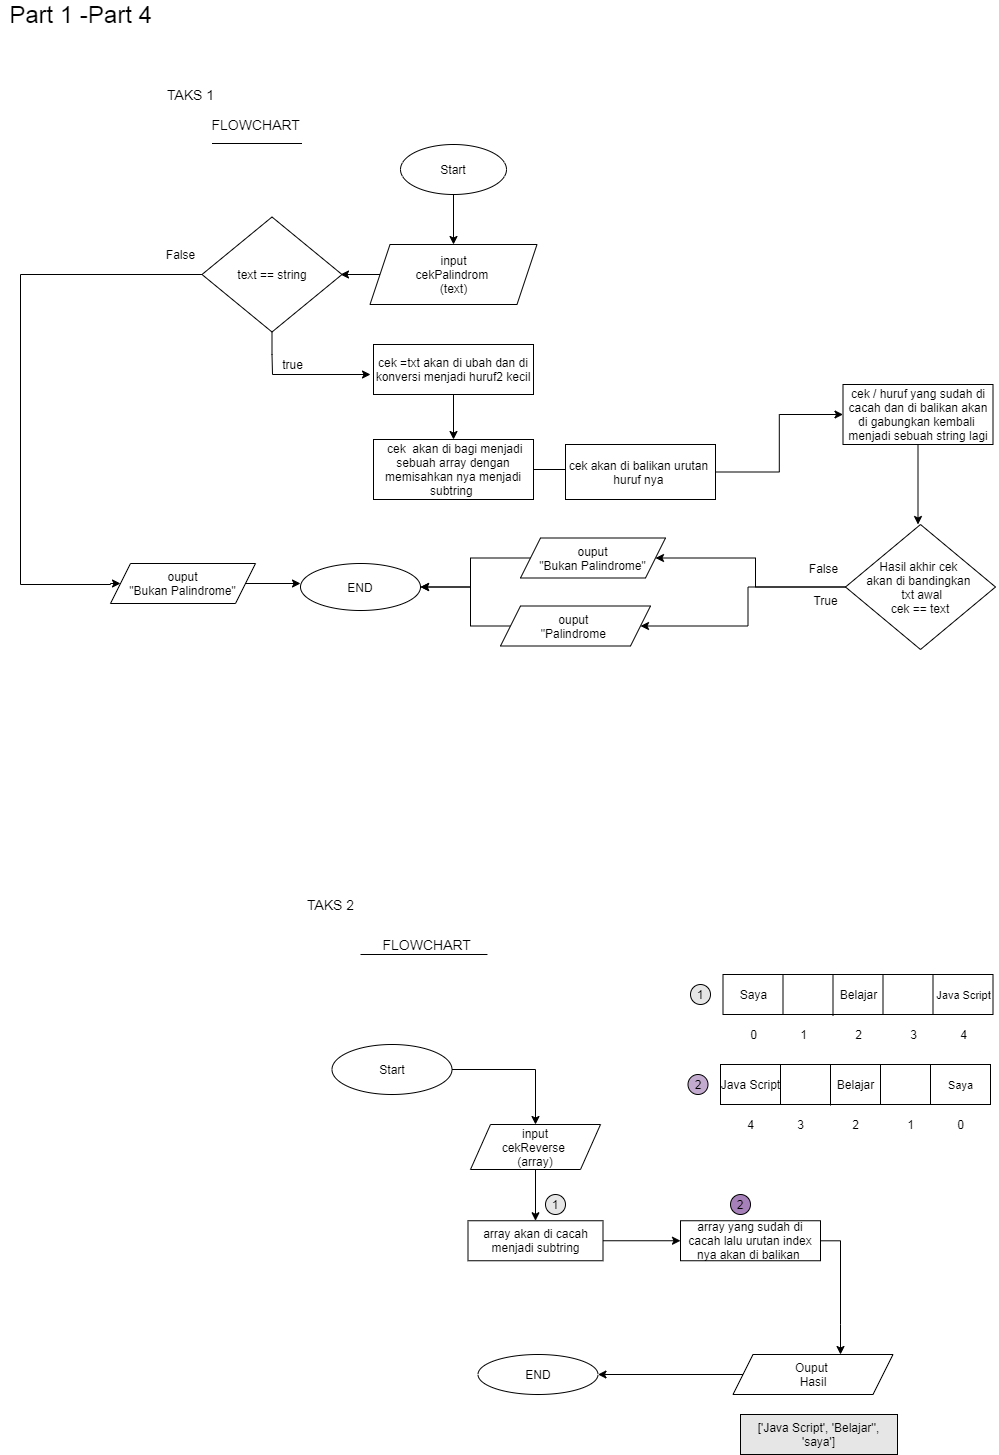 Part 1 -Part 4
TAKS 1
FLOWCHART
Start
input
cekPalindrom
(text)
text == string
False
true
cek =txt akan di ubah dan di
konversi menjadi huruf2 kecil
cek  akan di bagi menjadi
sebuah array dengan
memisahkan nya menjadi
subtring
cek akan di balikan urutan
huruf nya
cek / huruf yang sudah di
cacah dan di balikan akan
di gabungkan kembali
menjadi sebuah string lagi
Hasil akhir cek
akan di bandingkan
txt awal
cek == text
False
True
ouput
"Bukan Palindrome"
ouput
"Palindrome
END
ouput
"Bukan Palindrome"
TAKS 2
FLOWCHART
1
Saya
Belajar
Java Script
0 1 2 3 4
2
Java Script
Belajar
Saya
4 3 2 1 0
Start
input
cekReverse
(array)
1
array akan di cacah
menjadi subtring
2
array yang sudah di
cacah lalu urutan index
nya akan di balikan
Ouput
Hasil
END
['Java Script', 'Belajar'',
'saya']